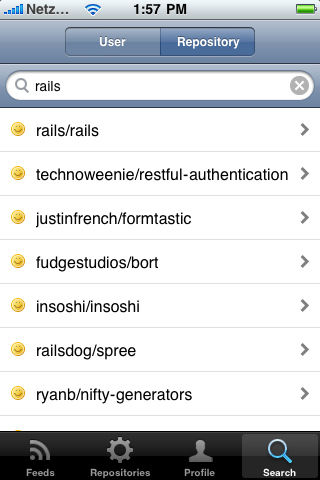 Netz... 1:57 PM
User Repository
rails
rails/rails
technoweenie/restful-authentication
justinfrench/formtastic
fudgestudios/bort
insoshi/insoshi
railsdog/spree
ryanb/nifty-generators
Feeds Repositories Profile Search